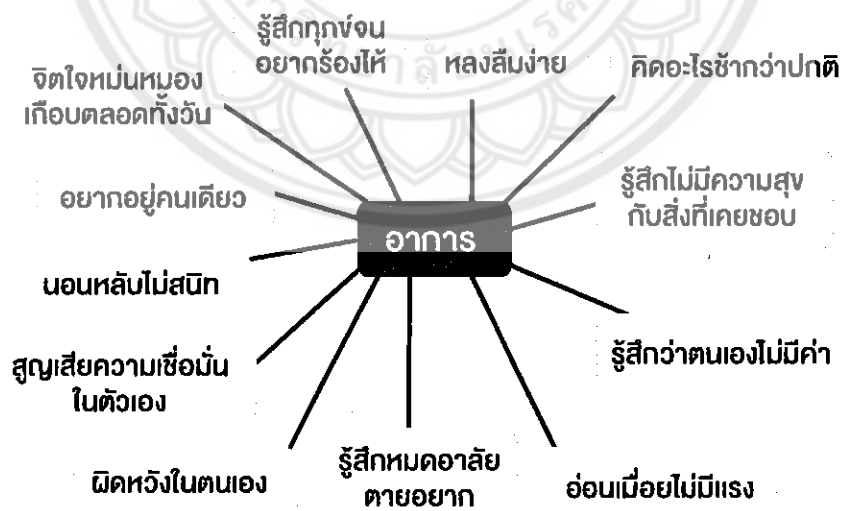 รู้สึกทุกข์จน
อยากร้องไห้
หลงลืมง่าย
คิดอะไรช้ากว่าปกติ
จิตใจหม่นหมอง
เกือบตลอดทั้งวัน
อยากอยู่คนเดียว
รู้สึกไม่มีความสุข
กับสิ่งที่เคยชอบ
อาการ
นอนหลับไม่สนิท
สูญเสียความเชื่อมั่น
ในตัวเอง
รู้สึกว่าตนเองไม่มีค่า
ผิดหวังในตนเอง
รู้สึกหมดอาลัย
ตายอยาก
อ่อนเมื่อยไม่มีแรง